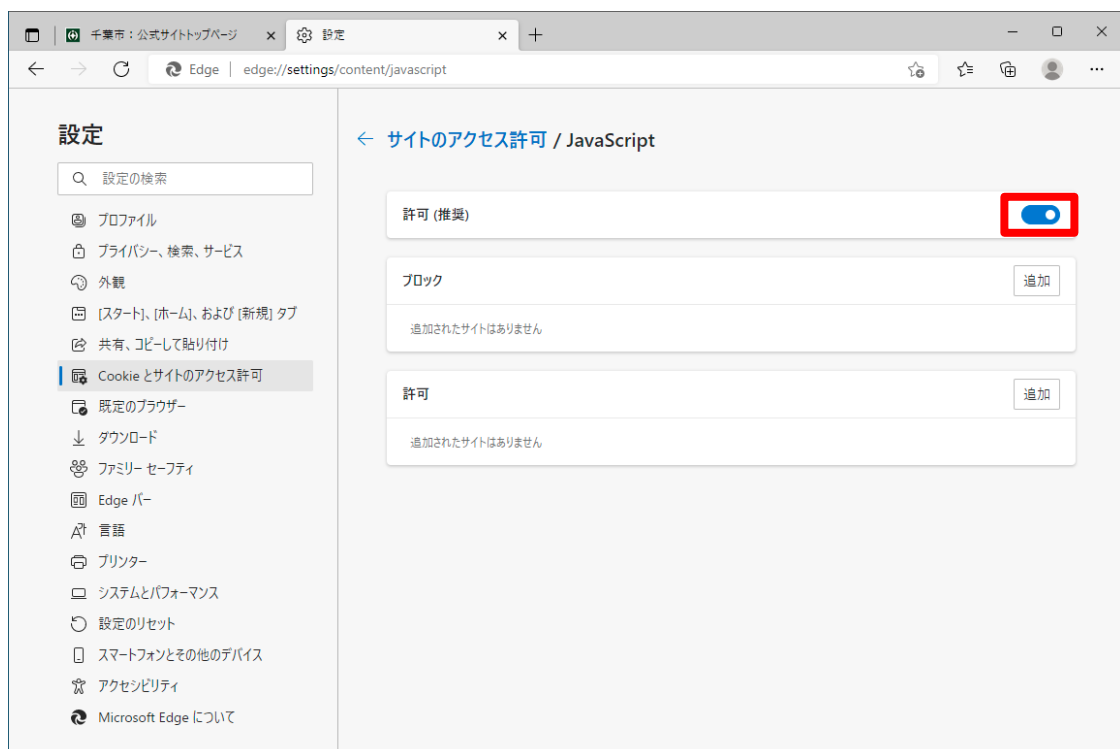 千葉市：公式サイトトップページ
設定
Edge | edge://settings/content/javascript
設定
設定の検索
プロファイル
プライバシー、検索、サービス
外観
[スタート]、[ホーム]、および [新規] タブ
共有、コピーして貼り付け
Cookie とサイトのアクセス許可
既定のブラウザー
ダウンロード
ファミリー セーフティ
Edge バー
言語
プリンター
システムとパフォーマンス
設定のリセット
スマートフォンとその他のデバイス
アクセシビリティ
Microsoft Edge について
サイトのアクセス許可 / JavaScript
許可 (推奨)
ブロック
追加
追加されたサイトはありません
許可
追加
追加されたサイトはありません